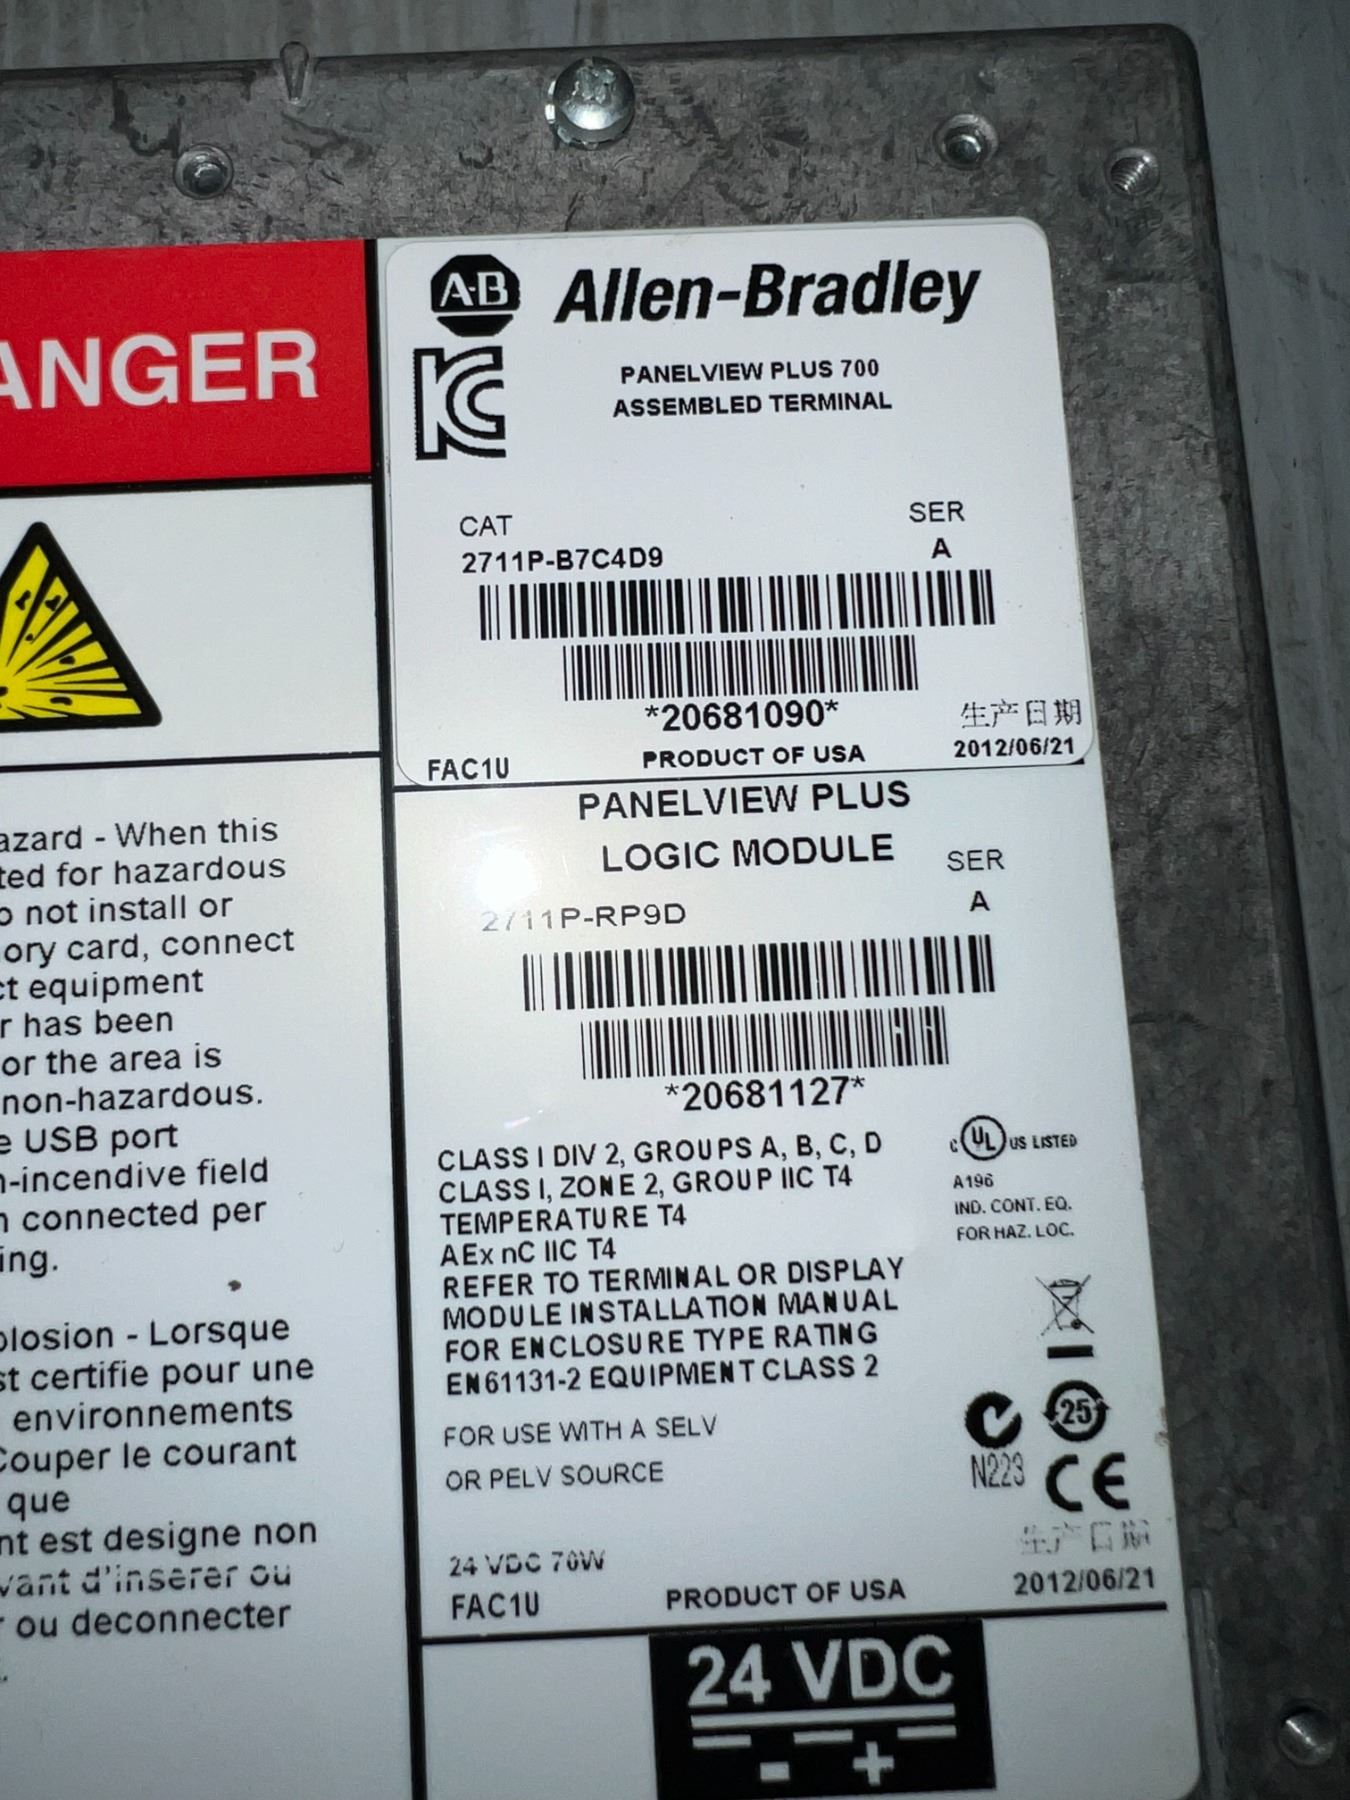 ANGER
azard - When this
ted for hazardous
o not install or
ory card, connect
ct equipment
r has been
or the area is
non-hazardous.
e USB port
n-incendive field
n connected per
ing.
plosion - Lorsque
st certifie pour une
environnements
Couper le courant
que
nt est designe non
vant d'inserer ou
r ou deconnecter
A-B Allen-Bradley
KC
PANELVIEW PLUS 700
ASSEMBLED TERMINAL
CAT SER
2711P-B7C4D9 A
*20681090*
生产日期
FAC1U PRODUCT OF USA 2012/06/21
PANELVIEW PLUS
LOGIC MODULE SER
2711P-RP9D A
*20681127*
CLASS I DIV 2, GROUPS A, B, C, D
CLASS I, ZONE 2, GROUP IIC T4
TEMPERATURE T4
AEx nC IIC T4
REFER TO TERMINAL OR DISPLAY
MODULE INSTALLATION MANUAL
FOR ENCLOSURE TYPE RATING
EN61131-2 EQUIPMENT CLASS 2
C UL US LISTED
A196
IND. CONT. EQ.
FOR HAZ. LOC.
FOR USE WITH A SELV
OR PELV SOURCE
25
N223 CE
24 VDC 70W
生产日期
FAC1U PRODUCT OF USA 2012/06/21
24 VDC
- +